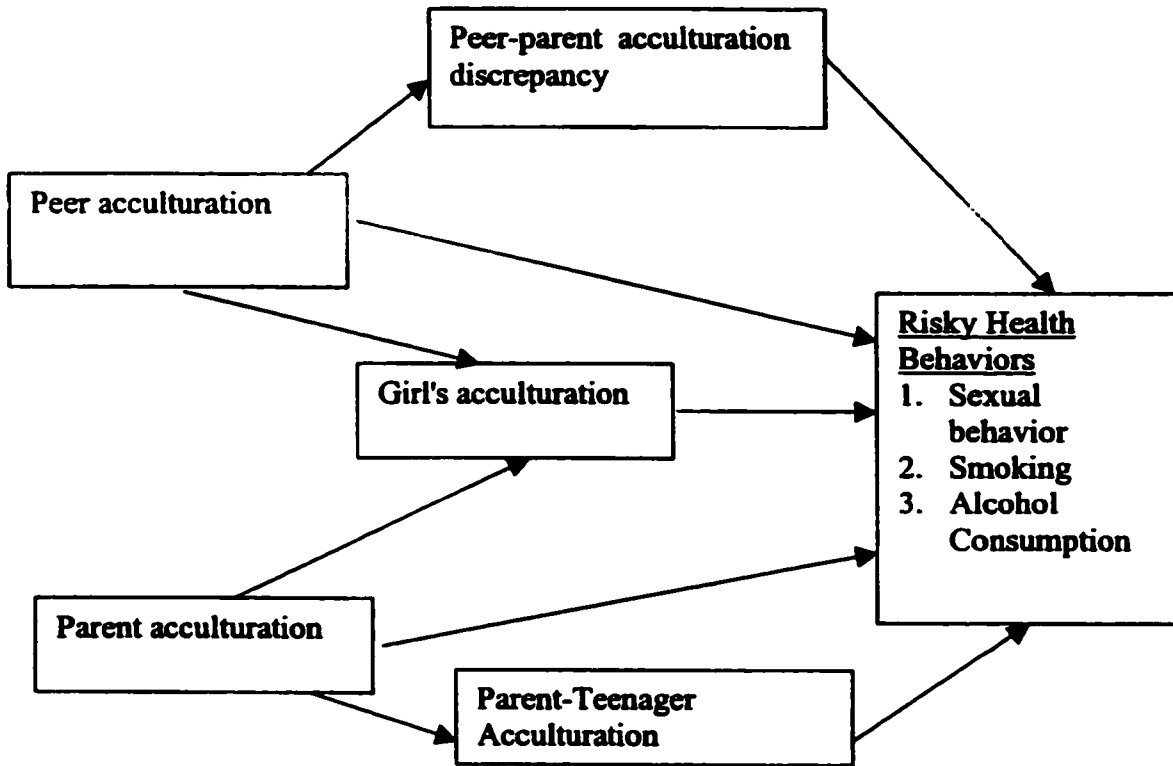 Peer-parent acculturation
discrepancy
Peer acculturation
Risky Health
Behaviors
1. Sexual
behavior
2. Smoking
3. Alcohol
Consumption
Girl's acculturation
Parent acculturation
Parent-Teenager
Acculturation